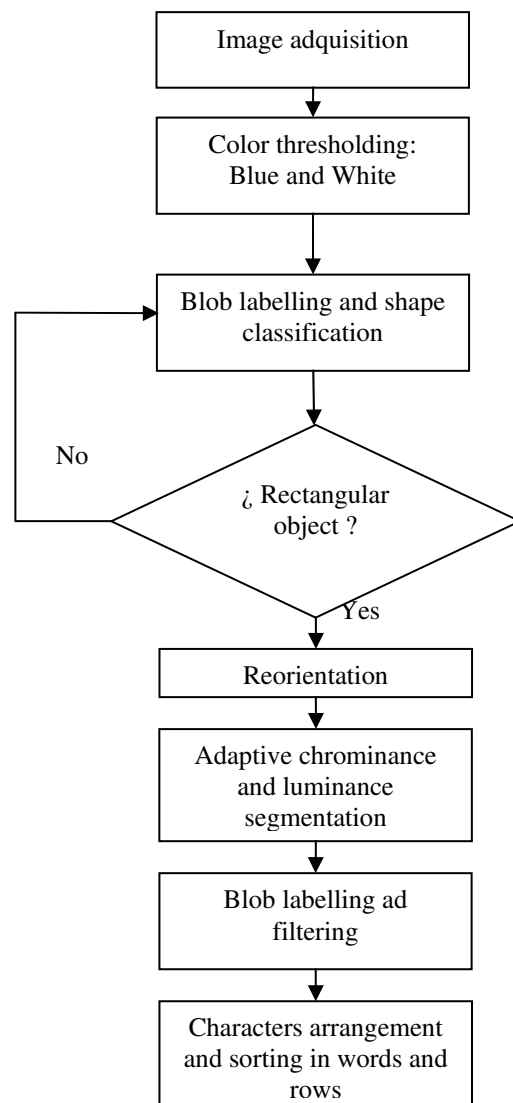 Image adquisition
Color thresholding:
Blue and White
Blob labelling and shape
classification
No
¿ Rectangular
object ?
Yes
Reorientation
Adaptive chrominance
and luminance
segmentation
Blob labelling ad
filtering
Characters arrangement
and sorting in words and
rows